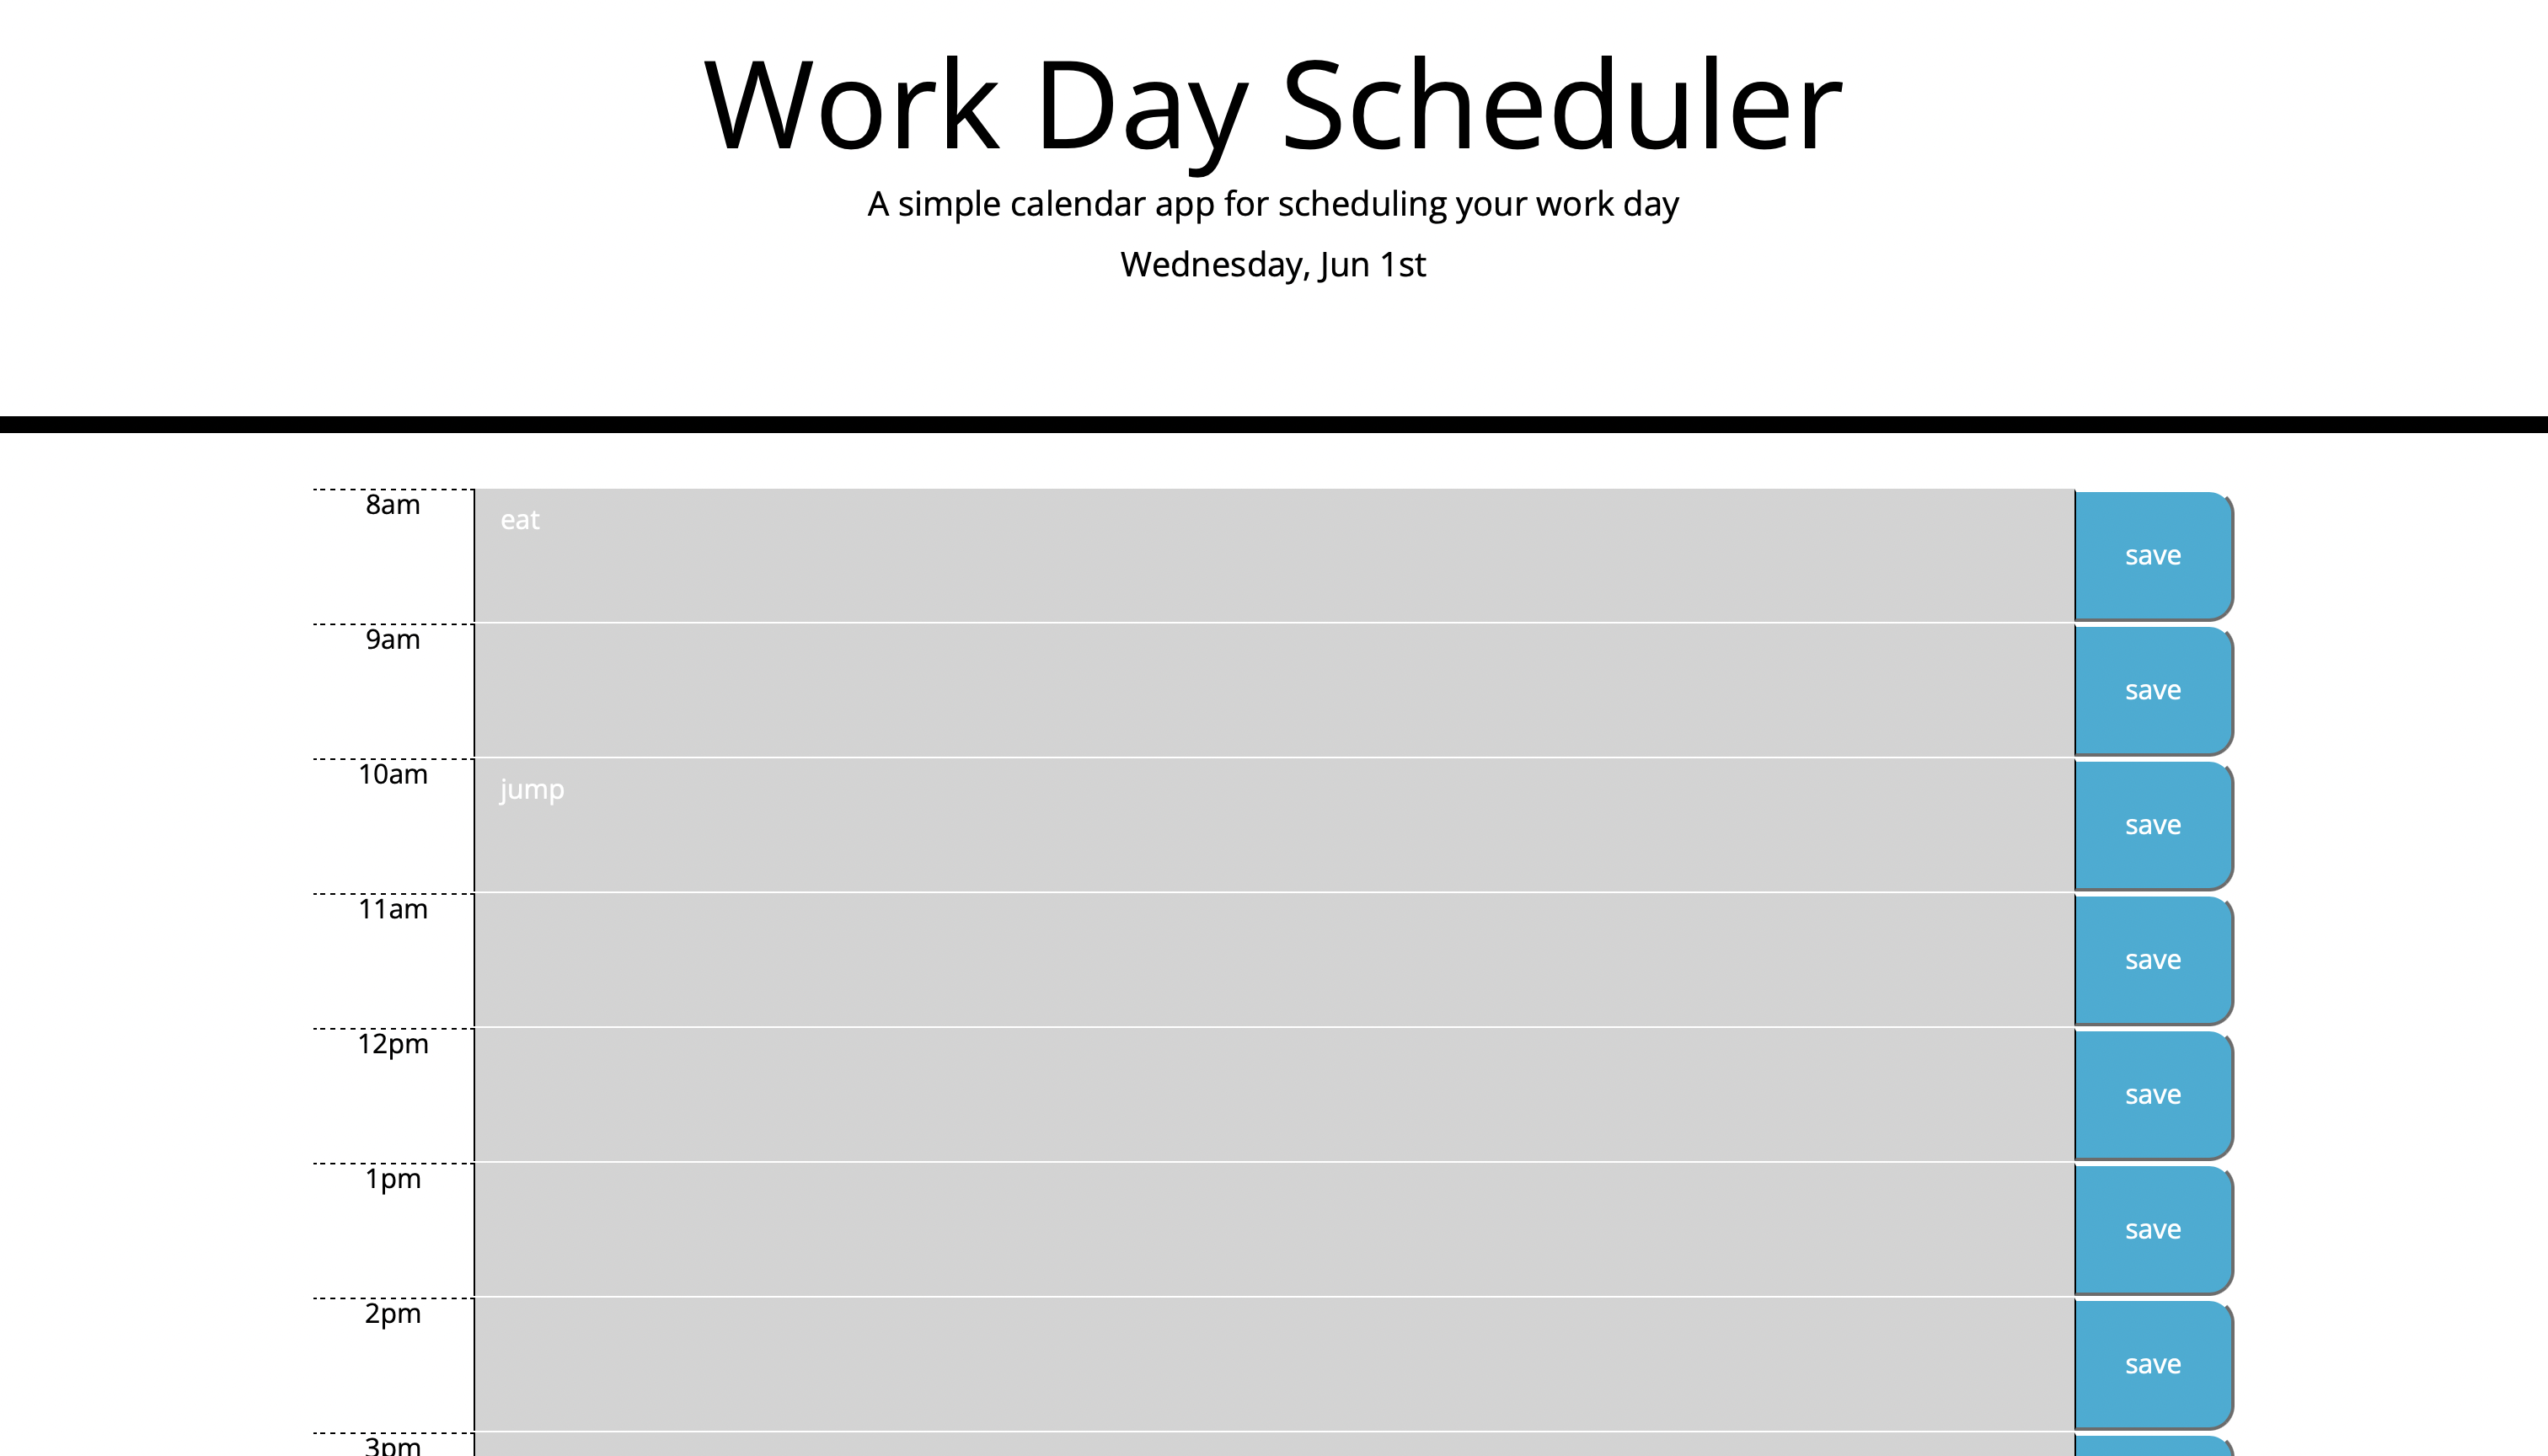 Work Day Scheduler
A simple calendar app for scheduling your work day
Wednesday, Jun 1st
8am
eat
save
9am
save
10am
jump
save
11am
save
12pm
save
1pm
save
2pm
save
3pm